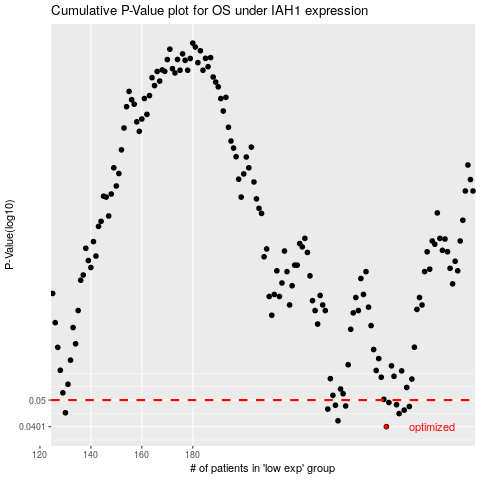 Cumulative P-Value plot for OS under IAH1 expression
P-Value(log10)
0.05
0.0401
optimized
120 140 160 180
# of patients in 'low exp' group